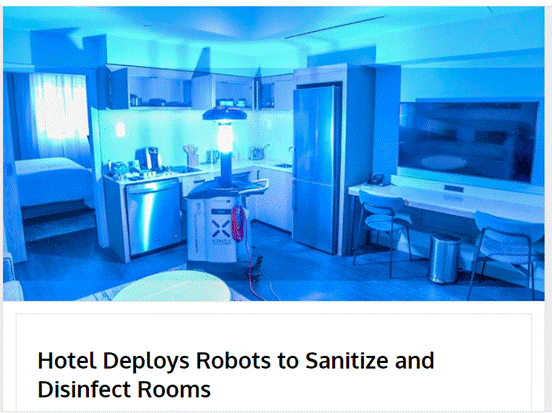 Hotel Deploys Robots to Sanitize and
Disinfect Rooms